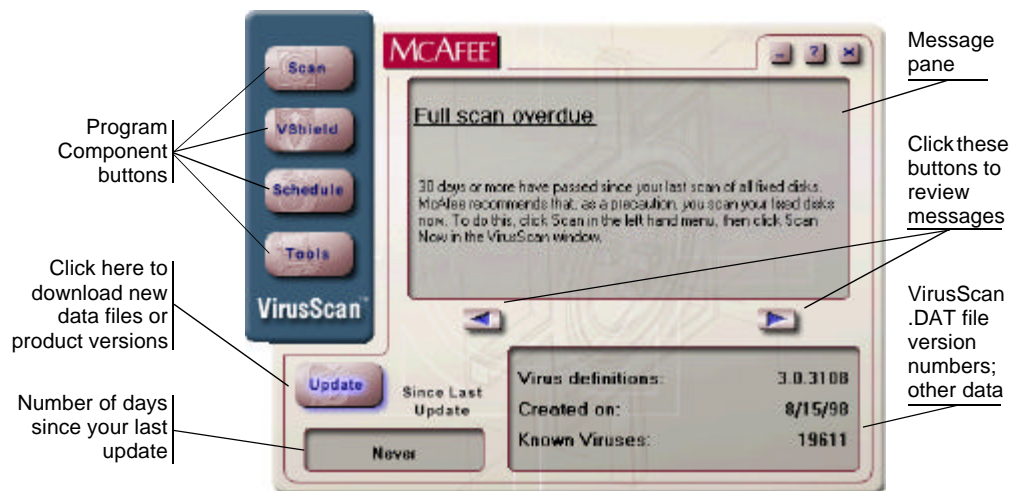 Program
Component
buttons
Click here to
download new
data files or
product versions
Number of days
since your last
update
Scan
VShield
Schedule
Tools
VirusScan™
Update
Since Last
Update
Never
McAFEE®
- ? ×
Full scan overdue
30 days or more have passed since your last scan of all fixed disks.
McAfee recommends that, as a precaution, you scan your fixed disks
now. To do this, click Scan in the left hand menu, then click Scan
Now in the VirusScan window.
Virus definitions: 3.0.3108
Created on: 8/15/98
Known Viruses: 19611
Message
pane
Click these
buttons to
review
messages
VirusScan
.DAT file
version
numbers;
other data